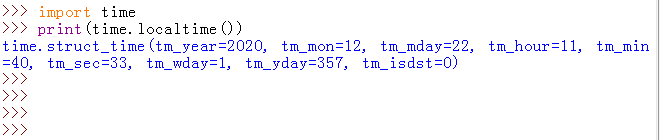 >>> import time
>>> print(time.localtime())
time.struct_time(tm_year=2020, tm_mon=12, tm_mday=22, tm_hour=11, tm_min
=40, tm_sec=33, tm_wday=1, tm_yday=357, tm_isdst=0)
>>>
>>>
>>>
>>>